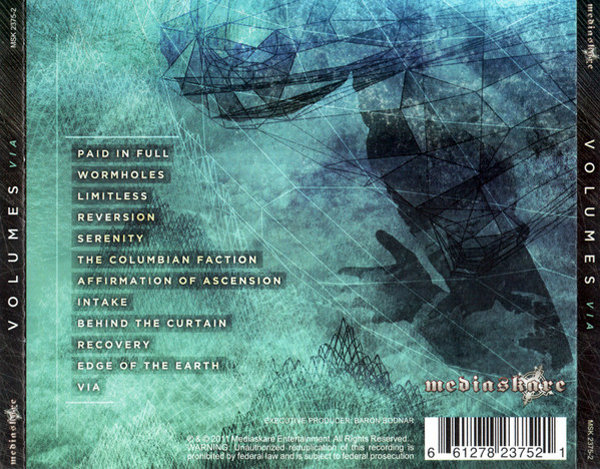 MSK 2375-2
VOLUMES VIA
mediaskare
PAID IN FULL
WORMHOLES
LIMITLESS
REVERSION
SERENITY
THE COLUMBIAN FACTION
AFFIRMATION OF ASCENSION
INTAKE
BEHIND THE CURTAIN
RECOVERY
EDGE OF THE EARTH
VIA
mediaskare
EXECUTIVE PRODUCER: BARON BODNAR
℗ & © 2011 Mediaskare Entertainment. All Rights Reserved.
WARNING: Unauthorized reduplication of this recording is
prohibited by federal law and is subject to federal prosecution
6 61278 23752 1
mediaskare
VOLUMES VIA
MSK 2375-2